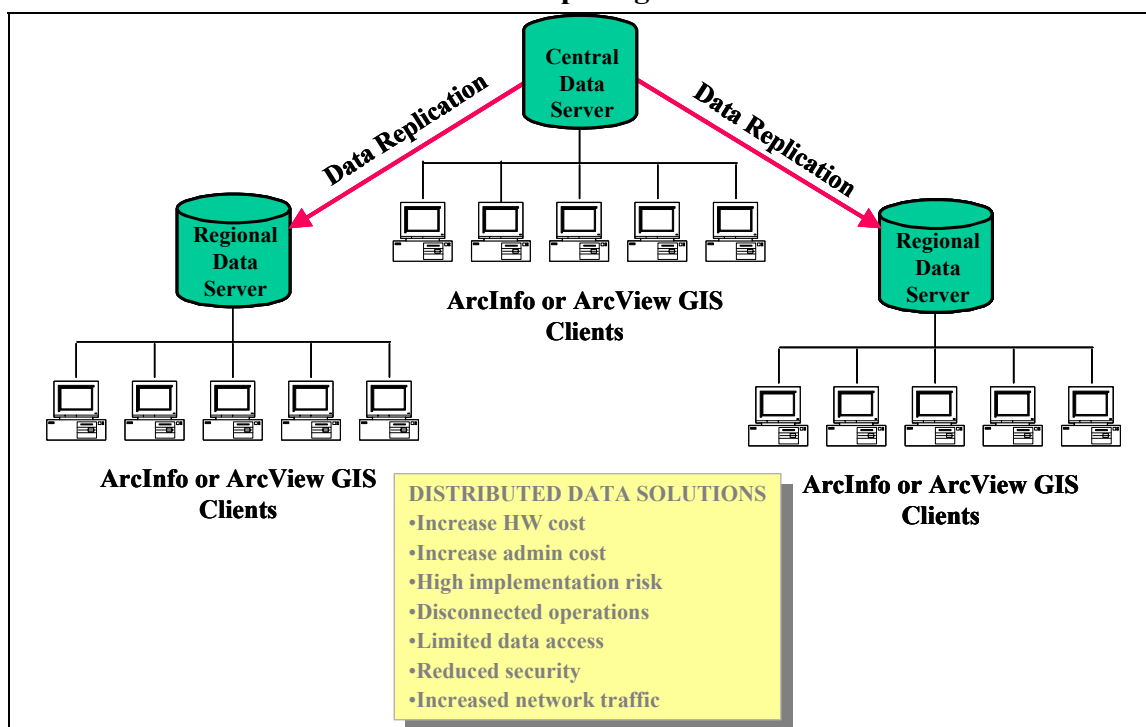 Central
Data
Server
Data Replication
Data Replication
Regional
Data
Server
Regional
Data
Server
ArcInfo or ArcView GIS
Clients
ArcInfo or ArcView GIS
Clients
ArcInfo or ArcView GIS
Clients
DISTRIBUTED DATA SOLUTIONS
•Increase HW cost
•Increase admin cost
•High implementation risk
•Disconnected operations
•Limited data access
•Reduced security
•Increased network traffic